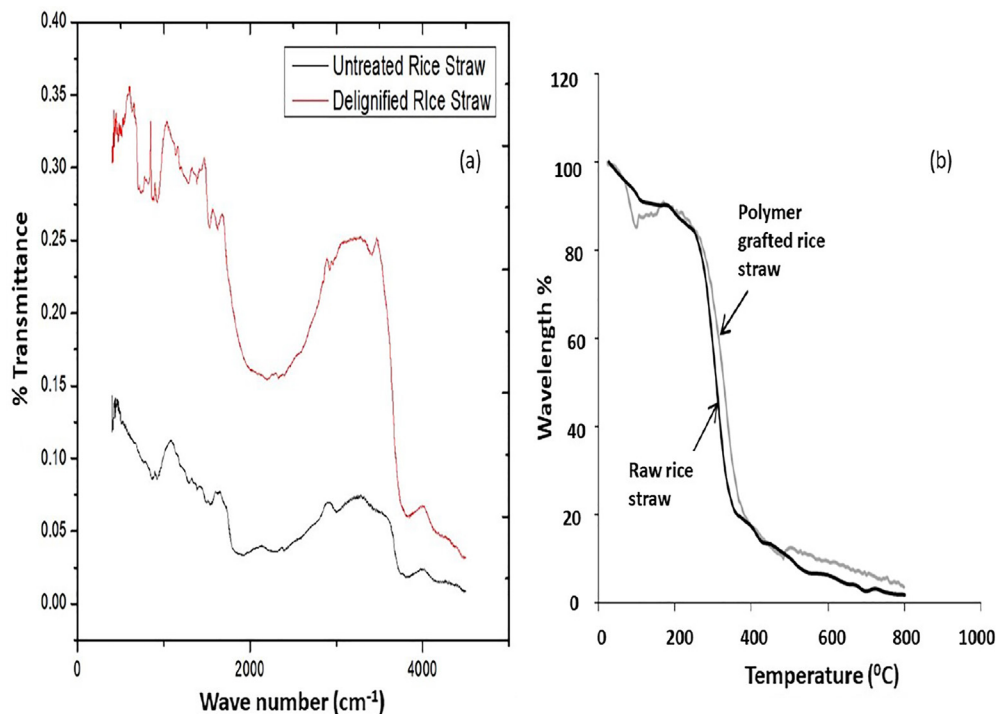 0.40
0.35
0.30
0.25
0.20
0.15
0.10
0.05
0.00
% Transmittance
Untreated Rice Straw
Delignified RIce Straw
(a)
0
2000
4000
Wave number (cm⁻¹)
120
100
80
60
40
20
0
Wavelength %
(b)
Polymer
grafted rice
straw
Raw rice
straw
0
200
400
600
800
1000
Temperature (⁰C)